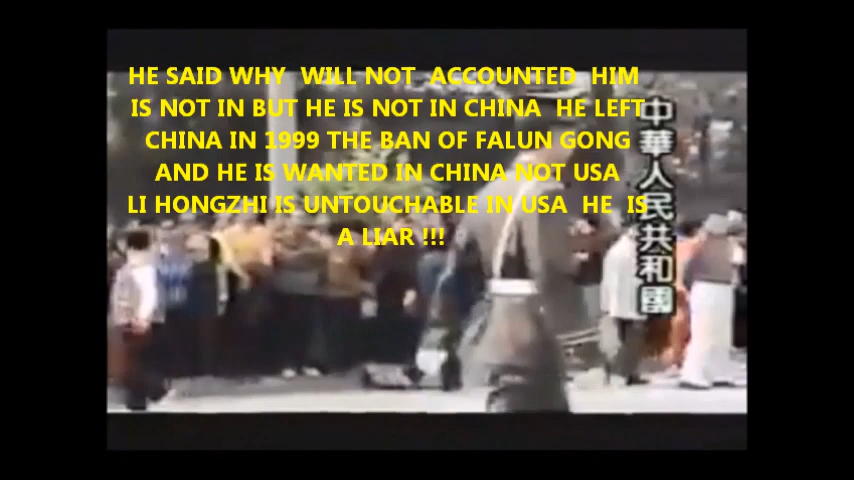 HE SAID WHY WILL NOT ACCOUNTED HIM
IS NOT IN BUT HE IS NOT IN CHINA HE LEFT
CHINA IN 1999 THE BAN OF FALUN GONG
AND HE IS WANTED IN CHINA NOT USA
LI HONGZHI IS UNTOUCHABLE IN USA HE IS
A LIAR !!!
中華人民共和國